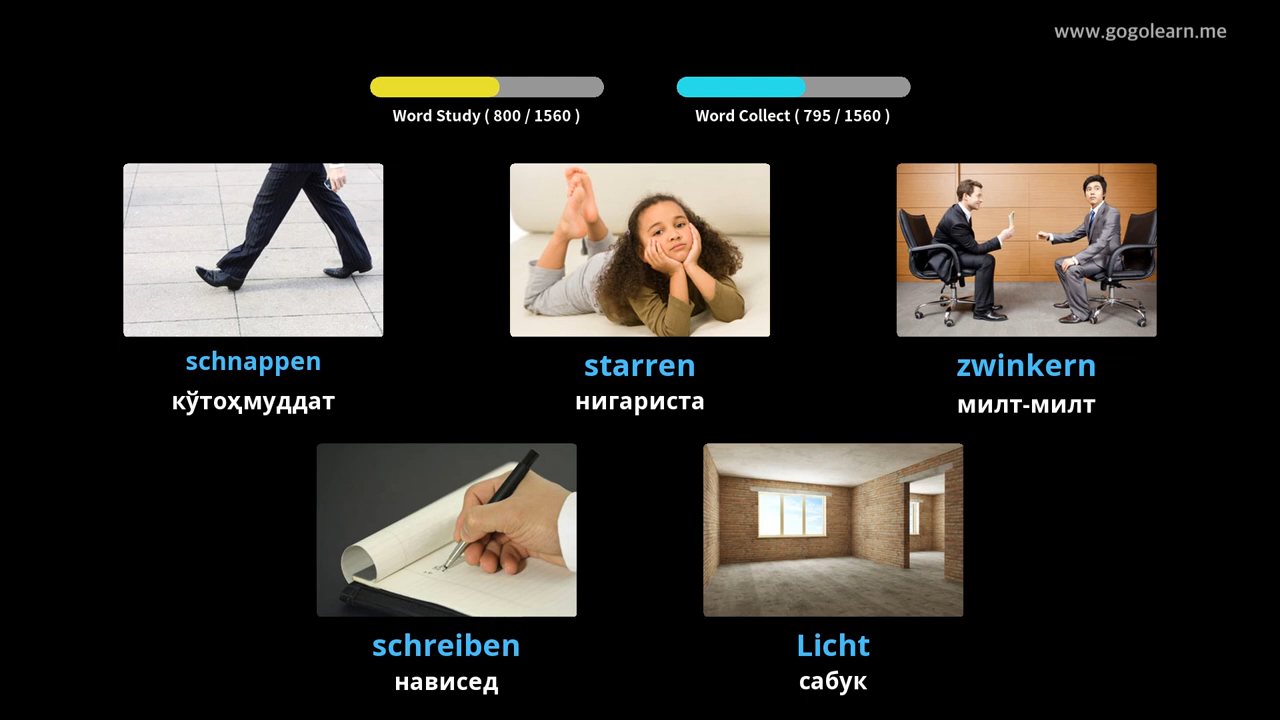 www.gogolearn.me
Word Study ( 800 / 1560 )
Word Collect ( 795 / 1560 )
schnappen
кӯтоҳмуддат
starren
нигариста
zwinkern
милт-милт
schreiben
нависед
Licht
сабук